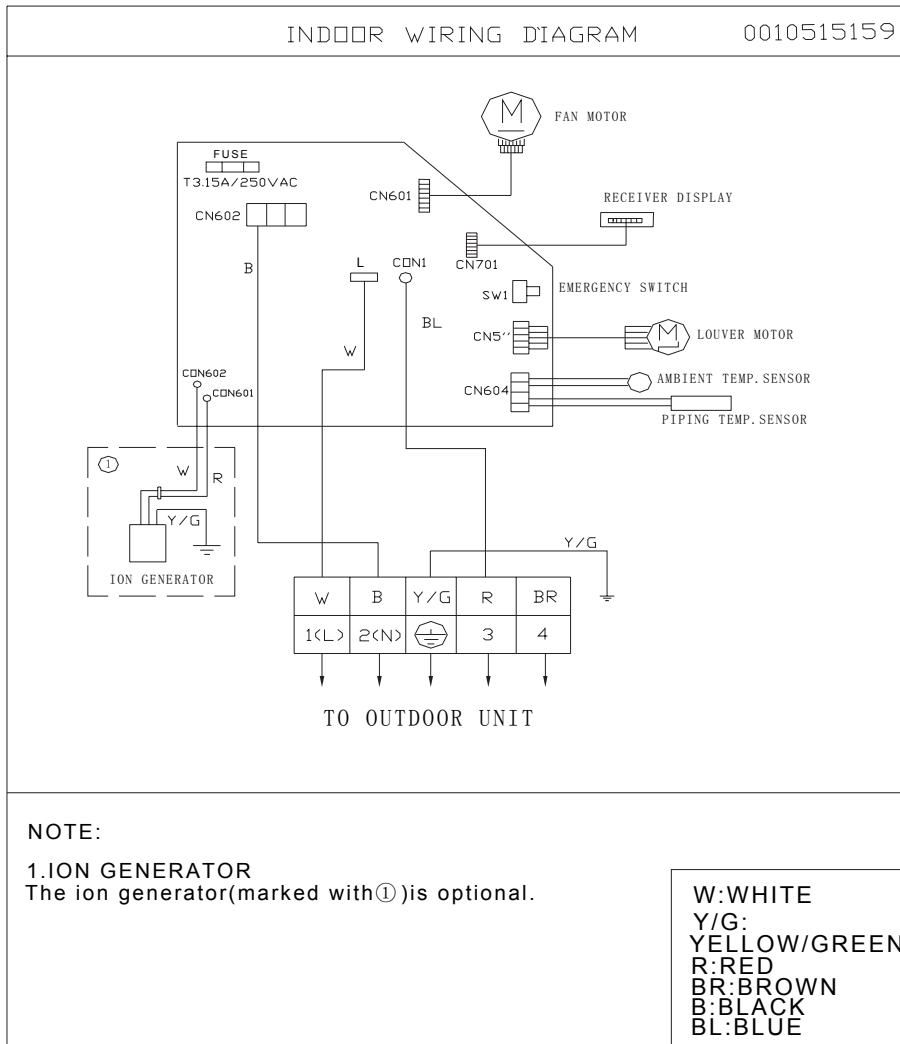 INDOOR WIRING DIAGRAM 0010515159
M
FAN MOTOR
FUSE
T3.15A/250VAC
CN601
RECEIVER DISPLAY
CN602
B
L
CON1
CN701
SW1
EMERGENCY SWITCH
BL
CN5''
M
LOUVER MOTOR
W
CON602
CON601
CN604
AMBIENT TEMP.SENSOR
PIPING TEMP.SENSOR
①
W
R
Y/G
ION GENERATOR
Y/G
W B Y/G R BR
1(L) 2(N) 3 4
TO OUTDOOR UNIT
NOTE:
1.ION GENERATOR
The ion generator(marked with①)is optional.
W:WHITE
Y/G:
YELLOW/GREEN
R:RED
BR:BROWN
B:BLACK
BL:BLUE